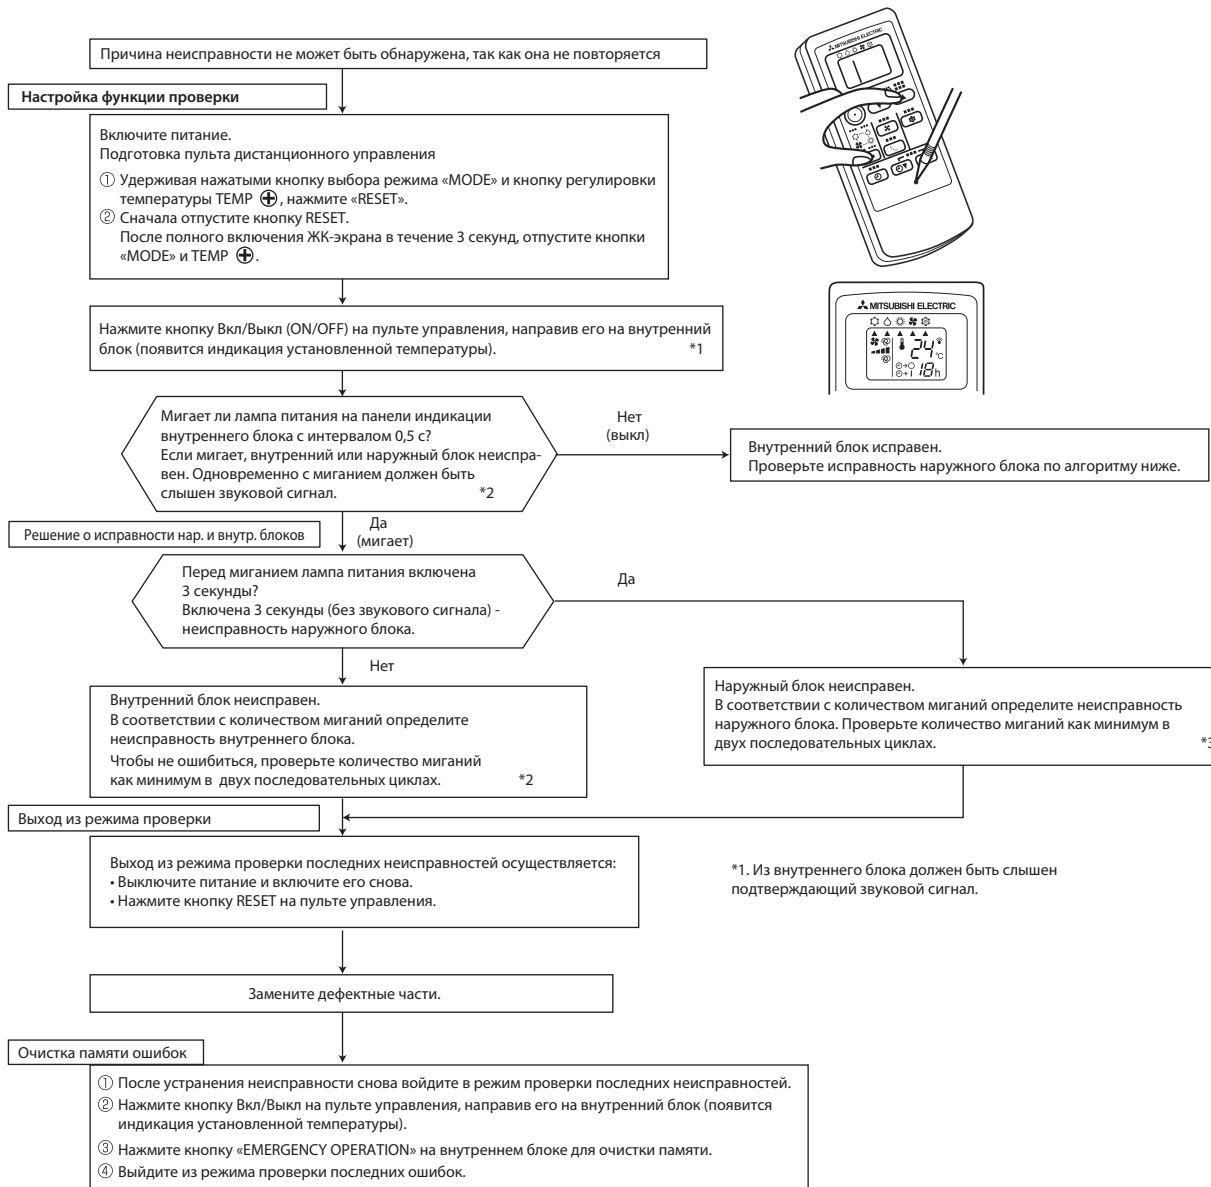 Причина неисправности не может быть обнаружена, так как она не повторяется
Настройка функции проверки
Включите питание.
Подготовка пульта дистанционного управления
① Удерживая нажатыми кнопку выбора режима «MODE» и кнопку регулировки
температуры TEMP ⊕, нажмите «RESET».
② Сначала отпустите кнопку RESET.
После полного включения ЖК-экрана в течение 3 секунд, отпустите кнопки
«MODE» и TEMP ⊕.
MITSUBISHI ELECTRIC
Нажмите кнопку Вкл/Выкл (ON/OFF) на пульте управления, направив его на внутренний
блок (появится индикация установленной температуры). *1
MITSUBISHI ELECTRIC
24 °C
18h
Мигает ли лампа питания на панели индикации
внутреннего блока с интервалом 0,5 с?
Если мигает, внутренний или наружный блок неиспра-
вен. Одновременно с миганием должен быть
слышен звуковой сигнал. *2
Нет
(выкл)
Внутренний блок исправен.
Проверьте исправность наружного блока по алгоритму ниже.
Да
(мигает)
Решение о исправности нар. и внутр. блоков
Перед миганием лампа питания включена
3 секунды?
Включена 3 секунды (без звукового сигнала) -
неисправность наружного блока.
Да
Нет
Внутренний блок неисправен.
В соответствии с количеством миганий определите
неисправность внутреннего блока.
Чтобы не ошибиться, проверьте количество миганий
как минимум в двух последовательных циклах. *2
Наружный блок неисправен.
В соответствии с количеством миганий определите неисправность
наружного блока. Проверьте количество миганий как минимум в
двух последовательных циклах. *3
Выход из режима проверки
Выход из режима проверки последних неисправностей осуществляется:
• Выключите питание и включите его снова.
• Нажмите кнопку RESET на пульте управления.
*1. Из внутреннего блока должен быть слышен
подтверждающий звуковой сигнал.
Замените дефектные части.
Очистка памяти ошибок
① После устранения неисправности снова войдите в режим проверки последних неисправностей.
② Нажмите кнопку Вкл/Выкл на пульте управления, направив его на внутренний блок (появится
индикация установленной температуры).
③ Нажмите кнопку «EMERGENCY OPERATION» на внутреннем блоке для очистки памяти.
④ Выйдите из режима проверки последних ошибок.